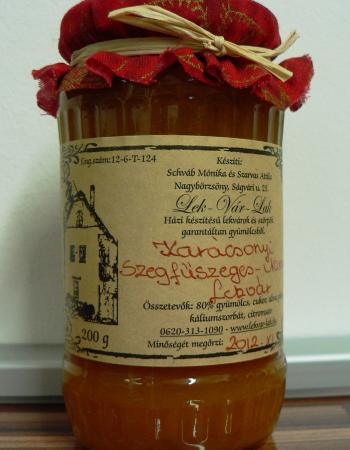 Eng.szám:12-6-T-124
Készíti:
Schváb Mónika és Szarvas Attila
Nagybörzsöny, Ságvári u. 25.
Lek-Vár-Lak
Házi készítésű lekvárok és szörpök
garantáltan gyümölcsből.
Karácsonyi
Szegfűszeges-
Lekvár
Összetevők: 80% gyümölcs, cukor,
káliumszorbát, citromsav
200 g
0620-313-1090 - www.lekvar-lak.hu
Minőségét megőrzi: 2012. XI.